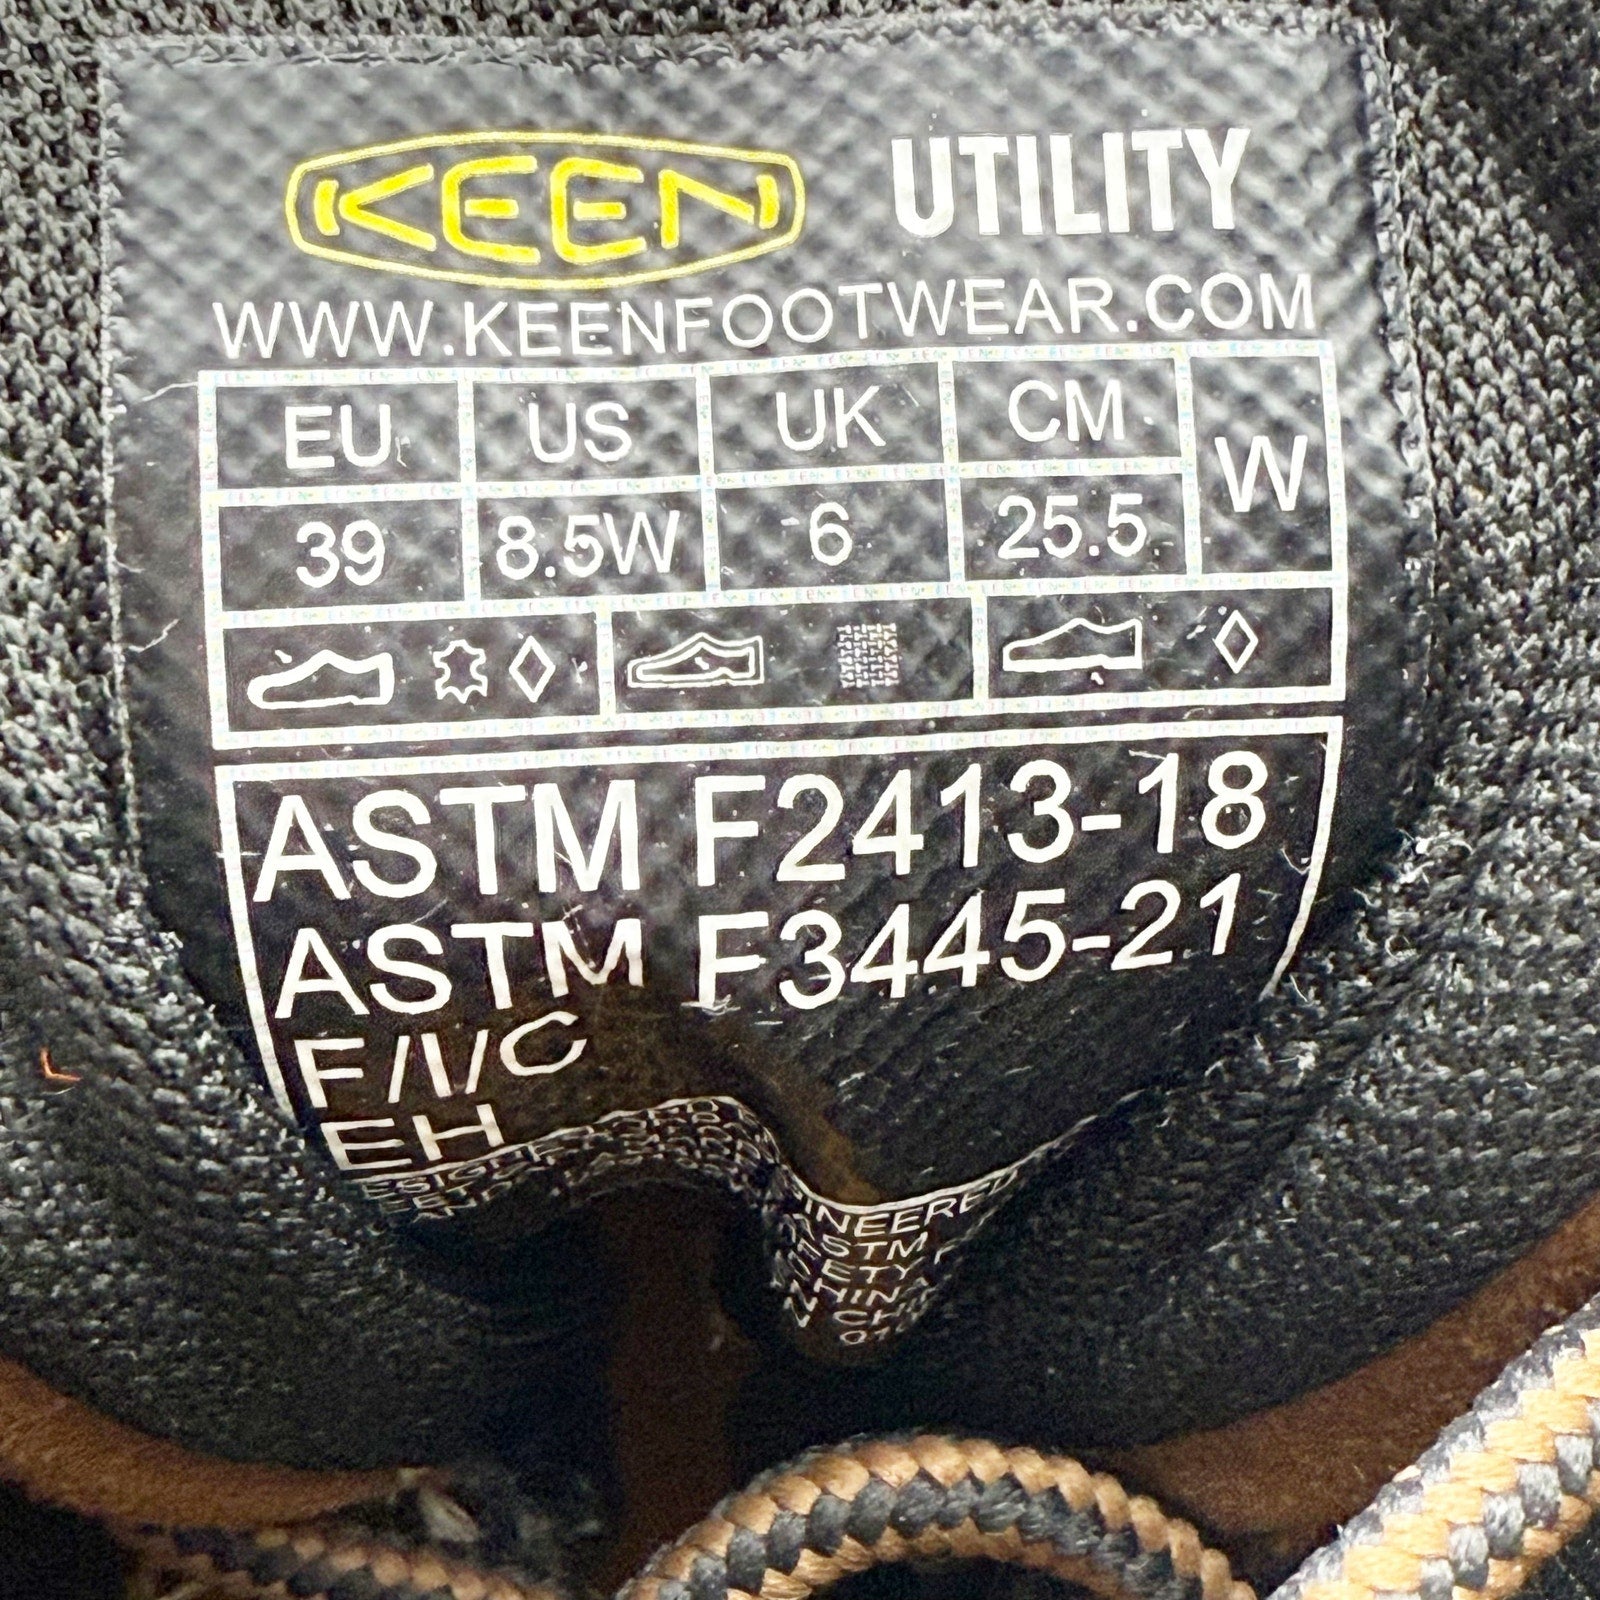 KEEN UTILITY
WWW.KEENFOOTWEAR.COM
EU US UK CM W
39 8.5W 6 25.5
ASTM F2413-18
ASTM F3445-21
F/I/C
EH
ASTM